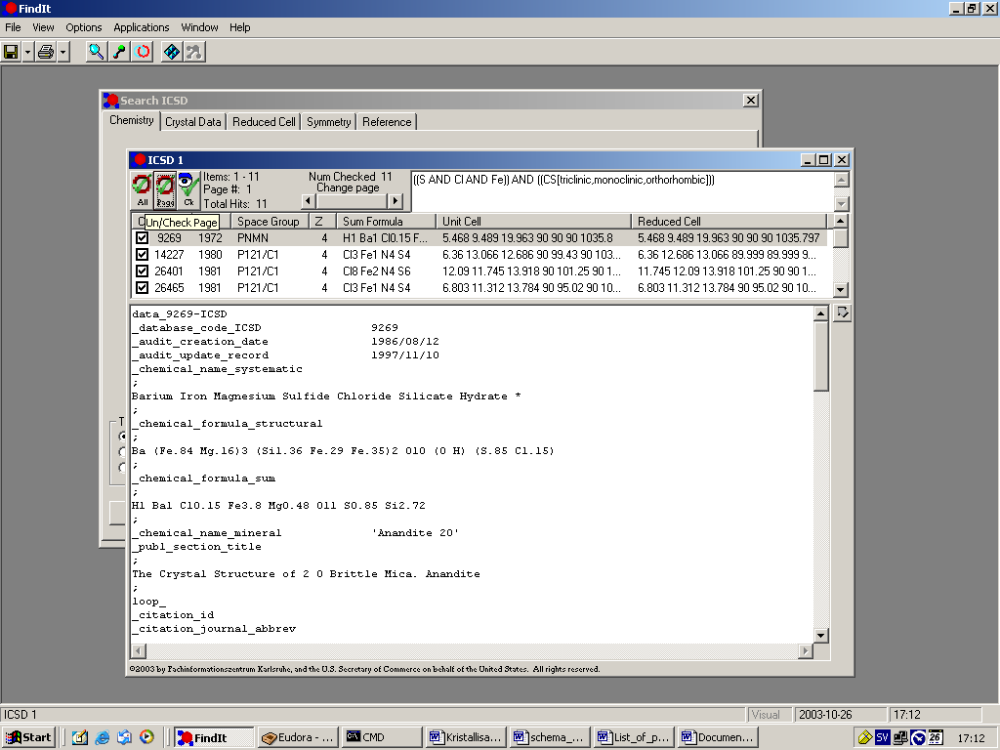 FindIt
File View Options Applications Window Help
Search ICSD
Chemistry Crystal Data Reduced Cell Symmetry Reference
ICSD 1
All Page Ck
Items: 1 - 11
Page #: 1
Total Hits: 11
Num Checked 11
Change page
((S AND Cl AND Fe)) AND ((CS[triclinic,monoclinic,orthorhombic]))
C Un/Check Page Space Group Z Sum Formula Unit Cell Reduced Cell
9269 1972 PNMN 4 H1 Ba1 Cl0.15 F... 5.468 9.489 19.963 90 90 90 1035.8 5.468 9.489 19.963 90 90 90 1035.797
14227 1980 P121/C1 4 Cl3 Fe1 N4 S4 6.36 13.066 12.686 90 99.43 90 103... 6.36 12.686 13.066 89.999 89.999 9...
26401 1981 P121/C1 4 Cl8 Fe2 N4 S6 12.09 11.745 13.918 90 101.25 90 1... 11.745 12.09 13.918 101.25 90 90 1...
26465 1981 P121/C1 4 Cl3 Fe1 N4 S4 6.803 11.312 13.784 90 95.02 90 10... 6.803 11.312 13.784 90 95.02 90 10...
data_9269-ICSD
_database_code_ICSD 9269
_audit_creation_date 1986/08/12
_audit_update_record 1997/11/10
_chemical_name_systematic
;
Barium Iron Magnesium Sulfide Chloride Silicate Hydrate *
;
_chemical_formula_structural
;
Ba (Fe.84 Mg.16)3 (Si1.36 Fe.29 Fe.35)2 O10 (O H) (S.85 Cl.15)
;
_chemical_formula_sum
;
H1 Ba1 Cl0.15 Fe3.8 Mg0.48 O11 S0.85 Si2.72
;
_chemical_name_mineral 'Anandite 2O'
_publ_section_title
;
The Crystal Structure of 2 O Brittle Mica. Anandite
;
loop_
_citation_id
_citation_journal_abbrev
T
©2003 by Fachinformationszentrum Karlsruhe, and the U.S. Secretary of Commerce on behalf of the United States. All rights reserved.
ICSD 1 Visual 2003-10-26 17:12
Start FindIt Eudora - ... CMD Kristallisa... schema_... List_of_p... Documen... SV 26 17:12